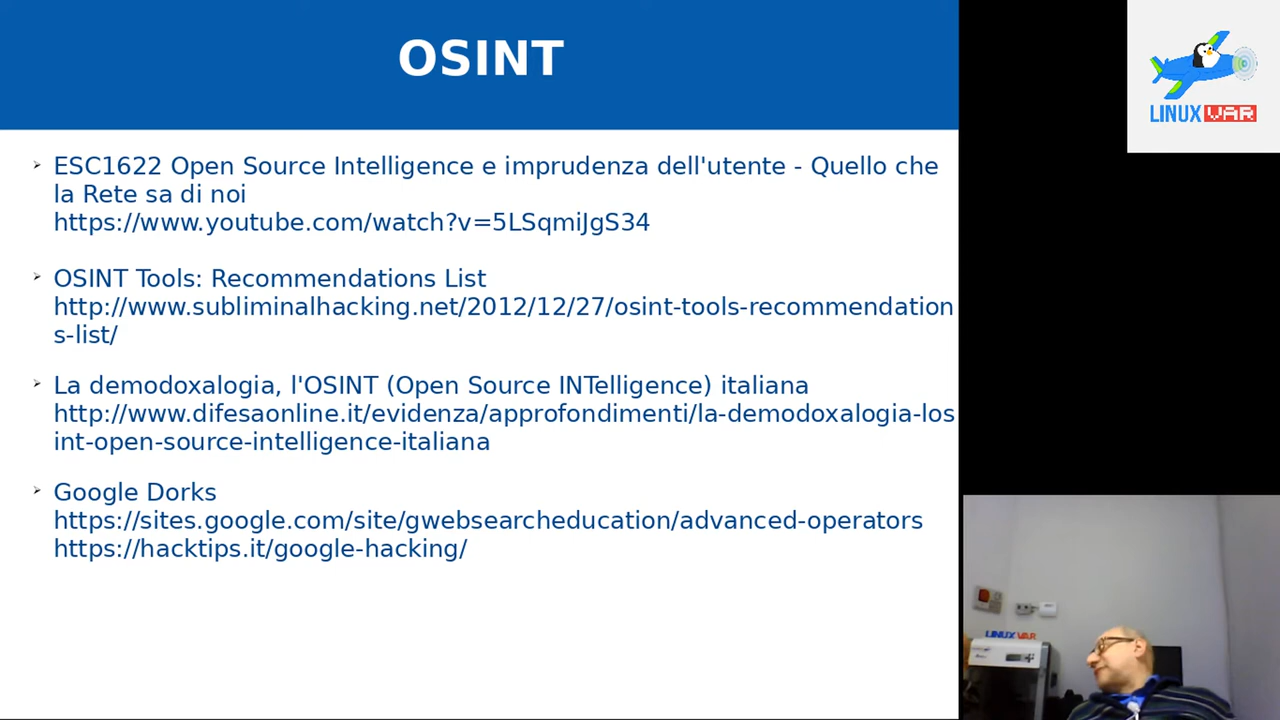 OSINT
ESC1622 Open Source Intelligence e imprudenza dell'utente - Quello che
la Rete sa di noi
https://www.youtube.com/watch?v=5LSqmiJgS34
OSINT Tools: Recommendations List
http://www.subliminalhacking.net/2012/12/27/osint-tools-recommendation
s-list/
La demodoxalogia, l'OSINT (Open Source INTelligence) italiana
http://www.difesaonline.it/evidenza/approfondimenti/la-demodoxalogia-los
int-open-source-intelligence-italiana
Google Dorks
https://sites.google.com/site/gwebsearcheducation/advanced-operators
https://hacktips.it/google-hacking/
LINUX VAR
LINUX VAR